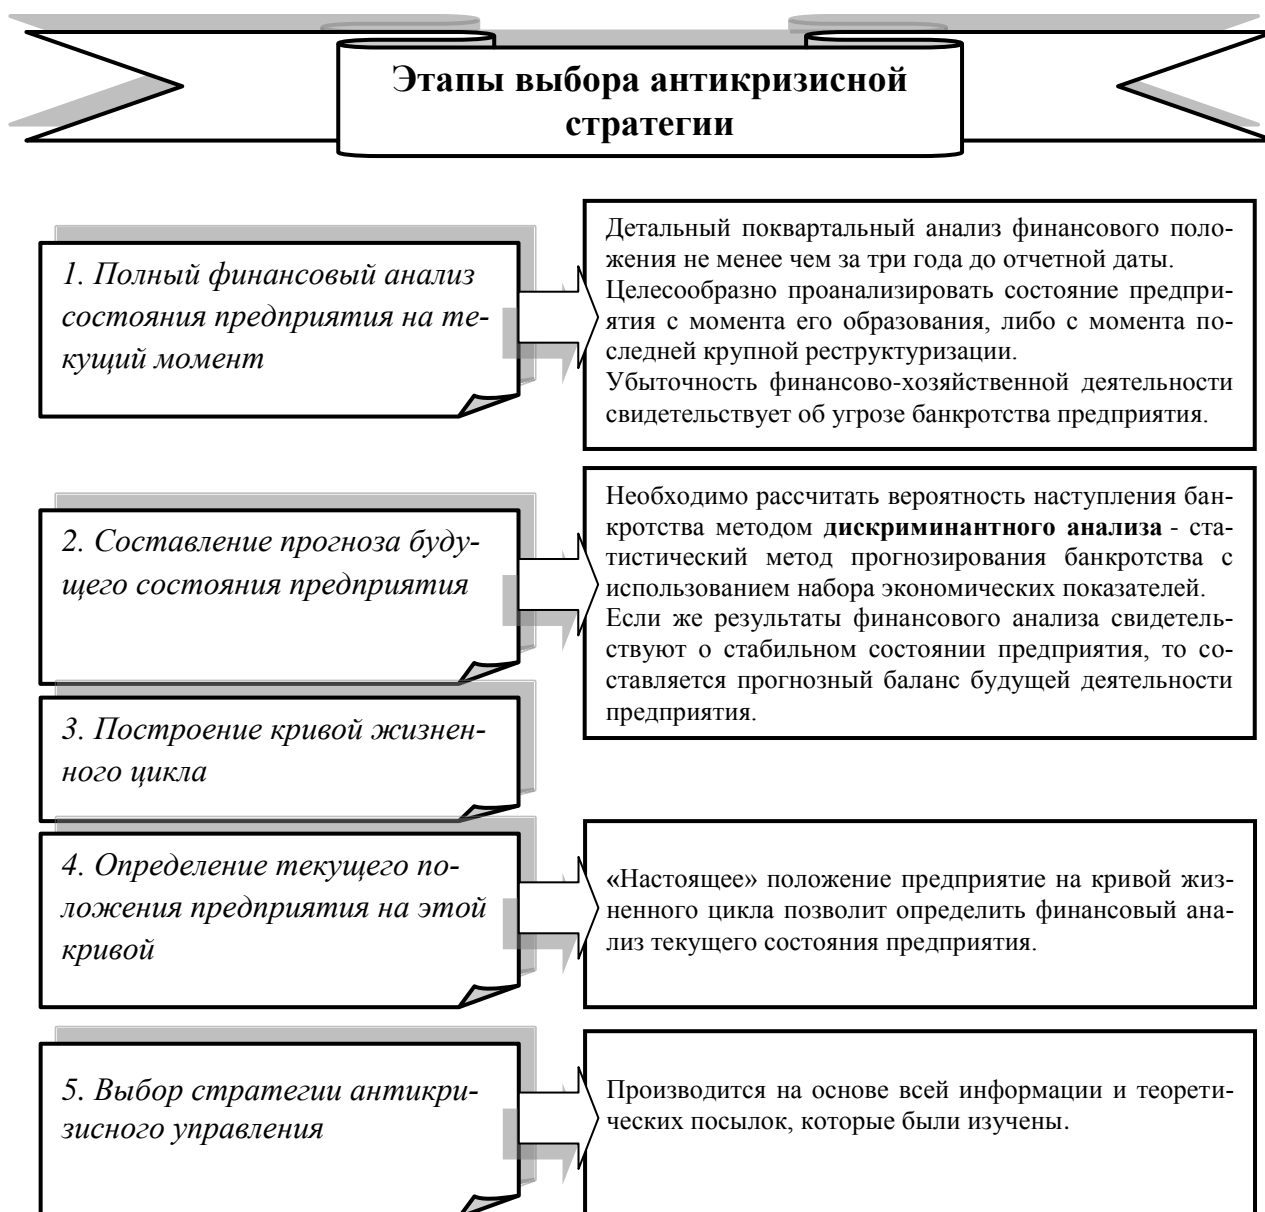 Этапы выбора антикризисной
стратегии
1. Полный финансовый анализ
состояния предприятия на те-
кущий момент
Детальный поквартальный анализ финансового поло-
жения не менее чем за три года до отчетной даты.
Целесообразно проанализировать состояние предпри-
ятия с момента его образования, либо с момента по-
следней крупной реструктуризации.
Убыточность финансово-хозяйственной деятельности
свидетельствует об угрозе банкротства предприятия.
2. Составление прогноза буду-
щего состояния предприятия
Необходимо рассчитать вероятность наступления бан-
кротства методом дискриминантного анализа - ста-
тистический метод прогнозирования банкротства с
использованием набора экономических показателей.
Если же результаты финансового анализа свидетель-
ствуют о стабильном состоянии предприятия, то со-
ставляется прогнозный баланс будущей деятельности
предприятия.
3. Построение кривой жизнен-
ного цикла
4. Определение текущего по-
ложения предприятия на этой
кривой
«Настоящее» положение предприятие на кривой жиз-
ненного цикла позволит определить финансовый ана-
лиз текущего состояния предприятия.
5. Выбор стратегии антикри-
зисного управления
Производится на основе всей информации и теорети-
ческих посылок, которые были изучены.